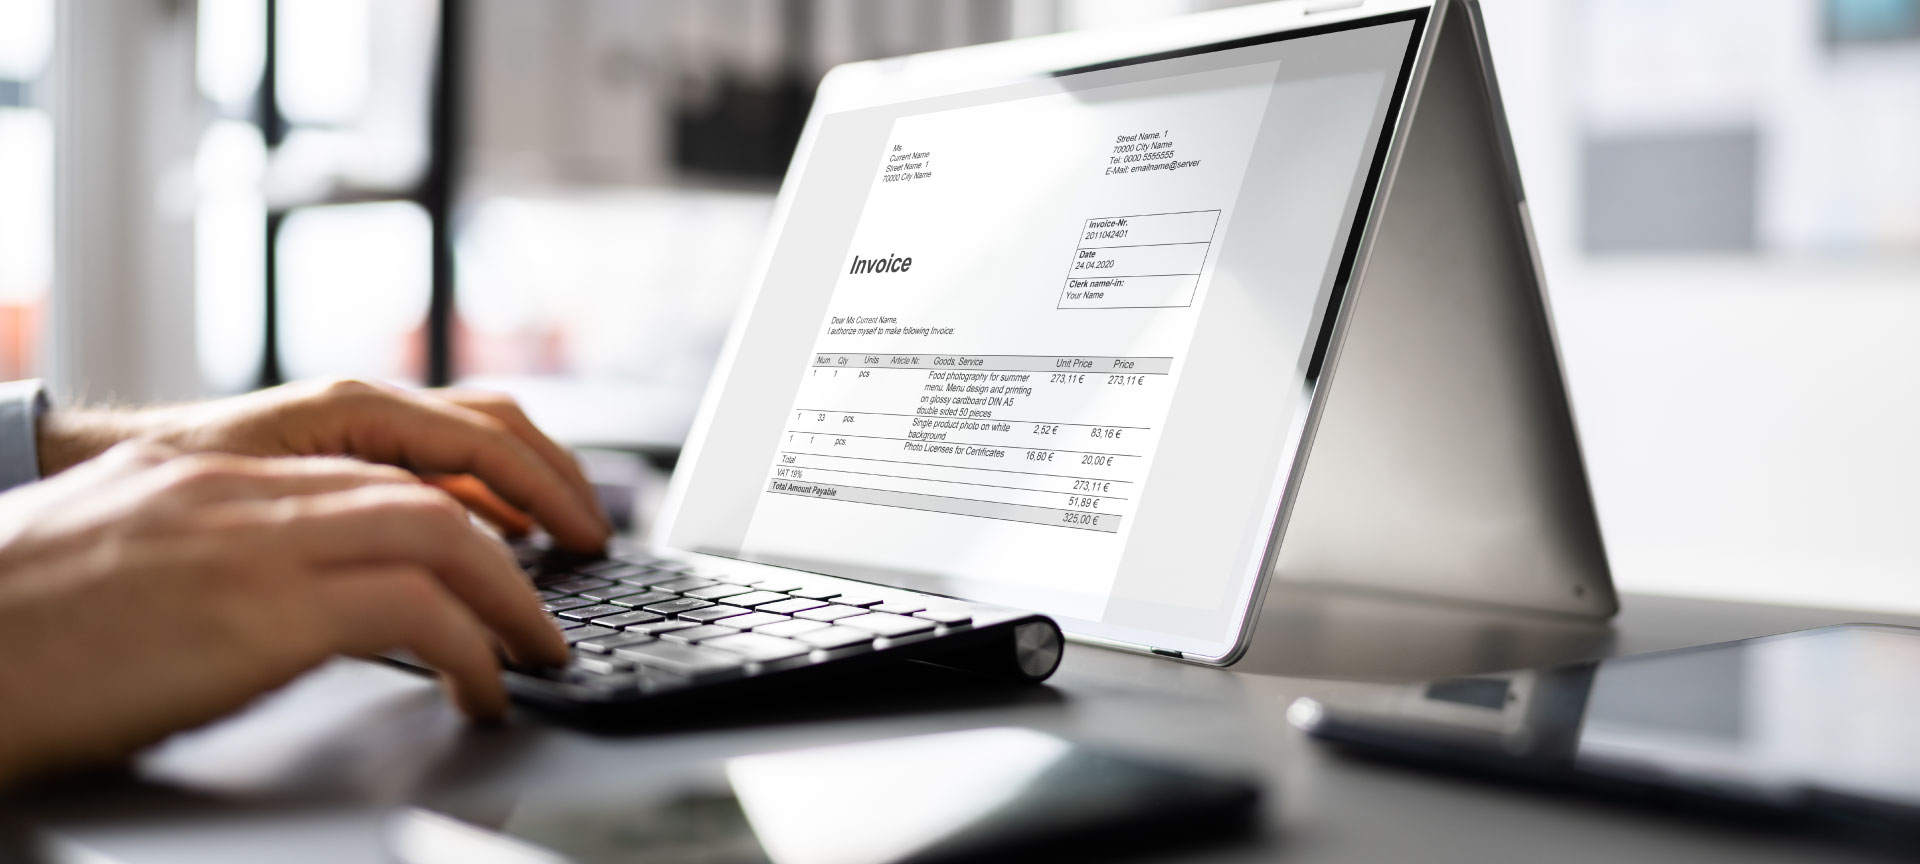 Ms
Current Name
Street Name. 1
70000 City Name
Street Name. 1
70000 City Name
Tel: 0000 5555555
E-Mail: emailname@server
Invoice-Nr.
2011042401
Date
24.04.2020
Clerk name/-in:
Your Name
Invoice
Dear Ms Current Name,
I authorize myself to make following Invoice:
Num Qty Units Article Nr. Goods, Service Unit Price Price
1 1 pcs Food photography for summer 273,11 € 273,11 €
menu. Menu design and printing
on glossy cardboard DIN A5
double sided 50 pieces
1 33 pcs. Single product photo on white 2,52 € 83,16 €
background
1 1 pcs. Photo Licenses for Certificates 16,80 € 20,00 €
Total 273,11 €
VAT 19% 51,89 €
Total Amount Payable 325,00 €